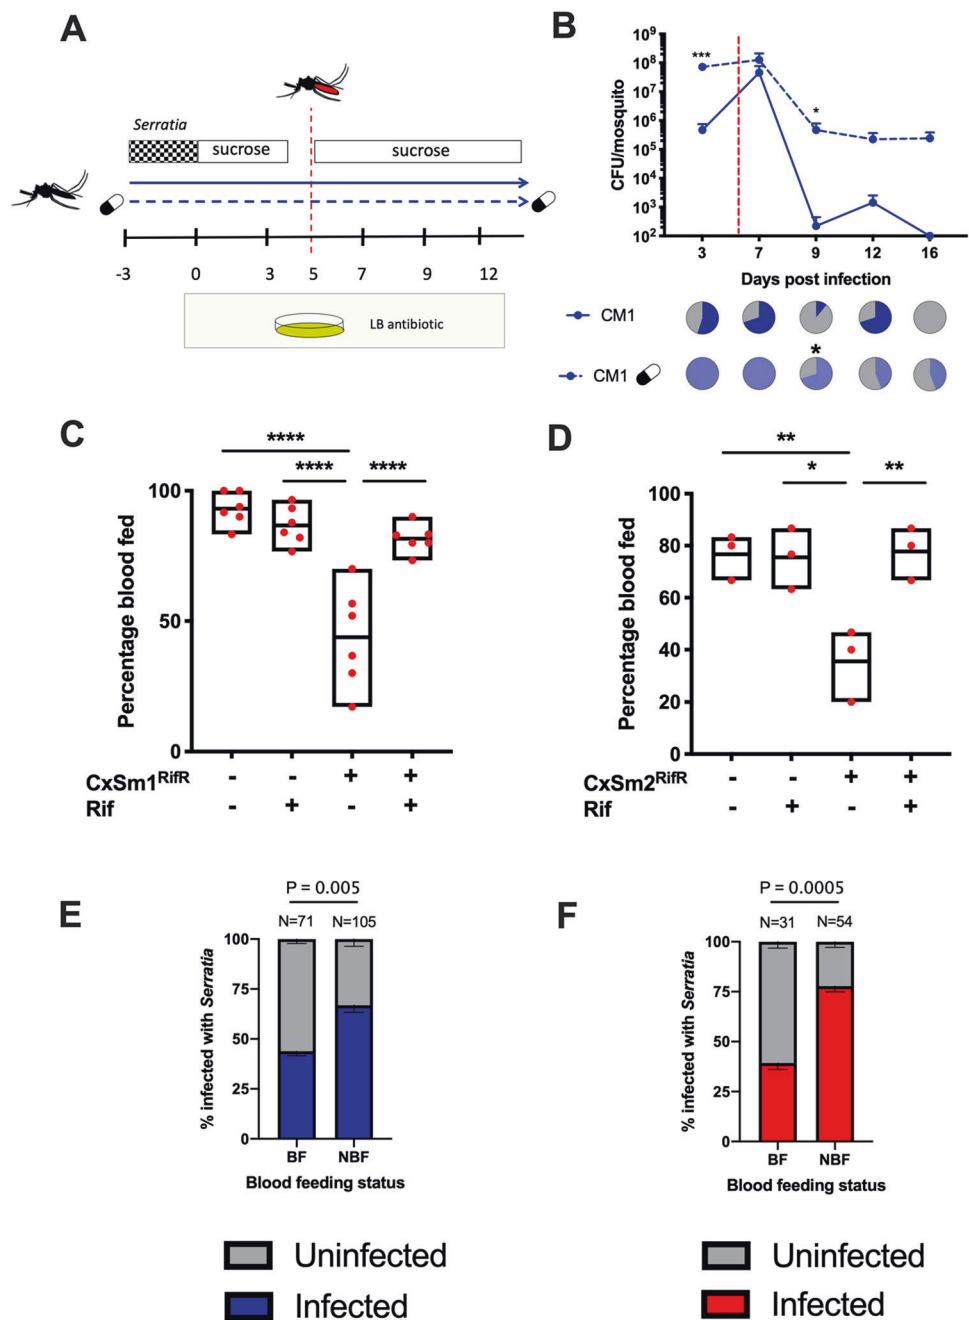 A
Serratia
sucrose
sucrose
-3 0 3 5 7 9 12
LB antibiotic
B
CFU/mosquito
10⁹
10⁸
10⁷
10⁶
10⁵
10⁴
10³
10²
***
*
3 7 9 12 16
Days post infection
CM1
*
CM1
C
****
**** ****
Percentage blood fed
100
50
0
CxSm1ᴿⁱᶠᴿ - - + +
Rif - + - +
D
**
* **
Percentage blood fed
100
80
60
40
20
0
CxSm2ᴿⁱᶠᴿ - - + +
Rif - + - +
E
P = 0.005
N=71 N=105
% infected with Serratia
100
75
50
25
0
BF NBF
Blood feeding status
Uninfected
Infected
F
P = 0.0005
N=31 N=54
% infected with Serratia
100
75
50
25
0
BF NBF
Blood feeding status
Uninfected
Infected